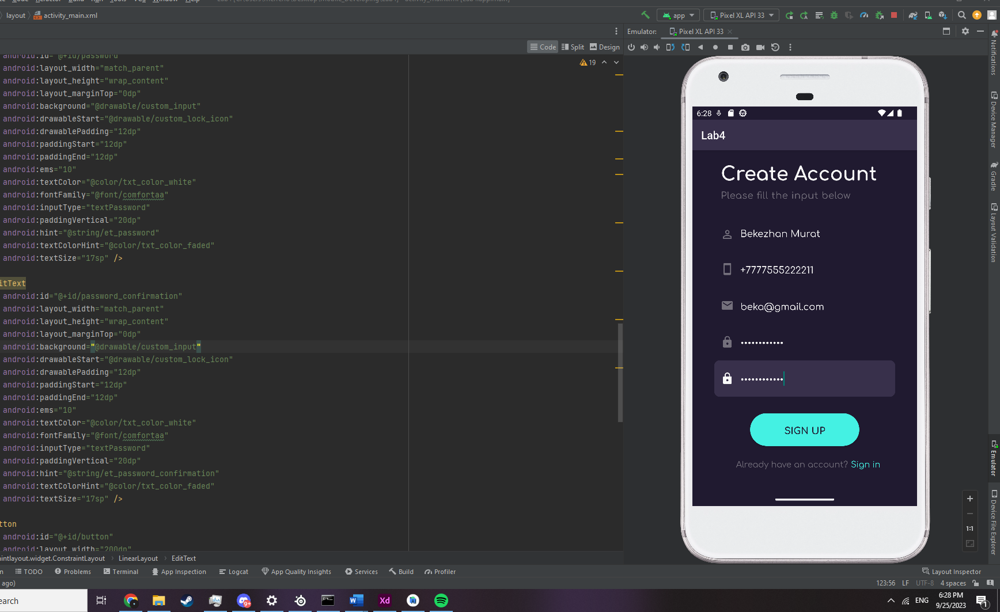 layout
activity_main.xml
app
Pixel XL API 33
Emulator:
Pixel XL API 33
Code
Split
Design
19
android:id="@+id/password
android:layout_width="match_parent"
android:layout_height="wrap_content"
android:layout_marginTop="0dp"
android:background="@drawable/custom_input"
android:drawableStart="@drawable/custom_lock_icon"
android:drawablePadding="12dp"
android:paddingStart="12dp"
android:paddingEnd="12dp"
android:ems="10"
android:textColor="@color/txt_color_white"
android:fontFamily="@font/comfortaa"
android:inputType="textPassword"
android:paddingVertical="20dp"
android:hint="@string/et_password"
android:textColorHint="@color/txt_color_faded"
android:textSize="17sp" />
itText
android:id="@+id/password_confirmation"
android:layout_width="match_parent"
android:layout_height="wrap_content"
android:layout_marginTop="0dp"
android:background="@drawable/custom_input"
android:drawableStart="@drawable/custom_lock_icon"
android:drawablePadding="12dp"
android:paddingStart="12dp"
android:paddingEnd="12dp"
android:ems="10"
android:textColor="@color/txt_color_white"
android:fontFamily="@font/comfortaa"
android:inputType="textPassword"
android:paddingVertical="20dp"
android:hint="@string/et_password_confirmation"
android:textColorHint="@color/txt_color_faded"
android:textSize="17sp" />
tton
android:id="@+id/button"
android:layout_width="200dp"
6:28
Lab4
Create Account
Please fill the input below
Bekezhan Murat
+7777555222211
beka@gmail.com
••••••••••••
••••••••••••
SIGN UP
Already have an account? Sign in
Notifications
Device Manager
Gradle
Layout Validation
Emulator
Device File Explorer
1:1
aintlayout.widget.ConstraintLayout
LinearLayout
EditText
n
TODO
Problems
Terminal
App Inspection
Logcat
App Quality Insights
Services
Build
Profiler
Layout Inspector
ago)
123:56
LF
UTF-8
4 spaces
earch
9+
W
Xd
ENG
6:28 PM
9/25/2023
1